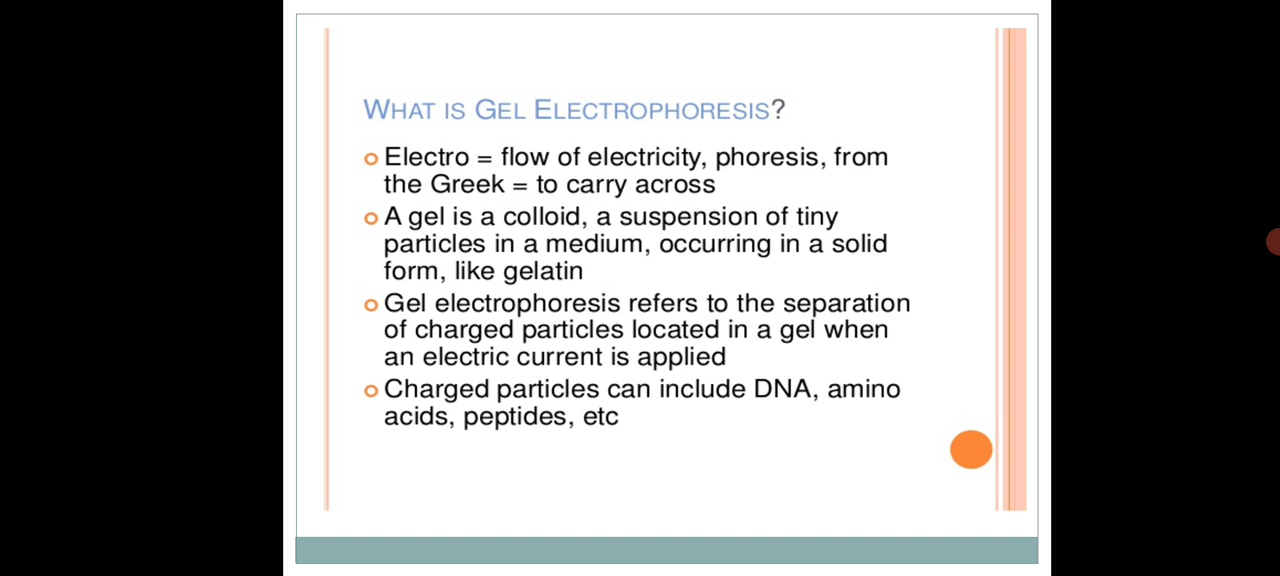 WHAT IS GEL ELECTROPHORESIS?
Electro = flow of electricity, phoresis, from
the Greek = to carry across
A gel is a colloid, a suspension of tiny
particles in a medium, occurring in a solid
form, like gelatin
Gel electrophoresis refers to the separation
of charged particles located in a gel when
an electric current is applied
Charged particles can include DNA, amino
acids, peptides, etc